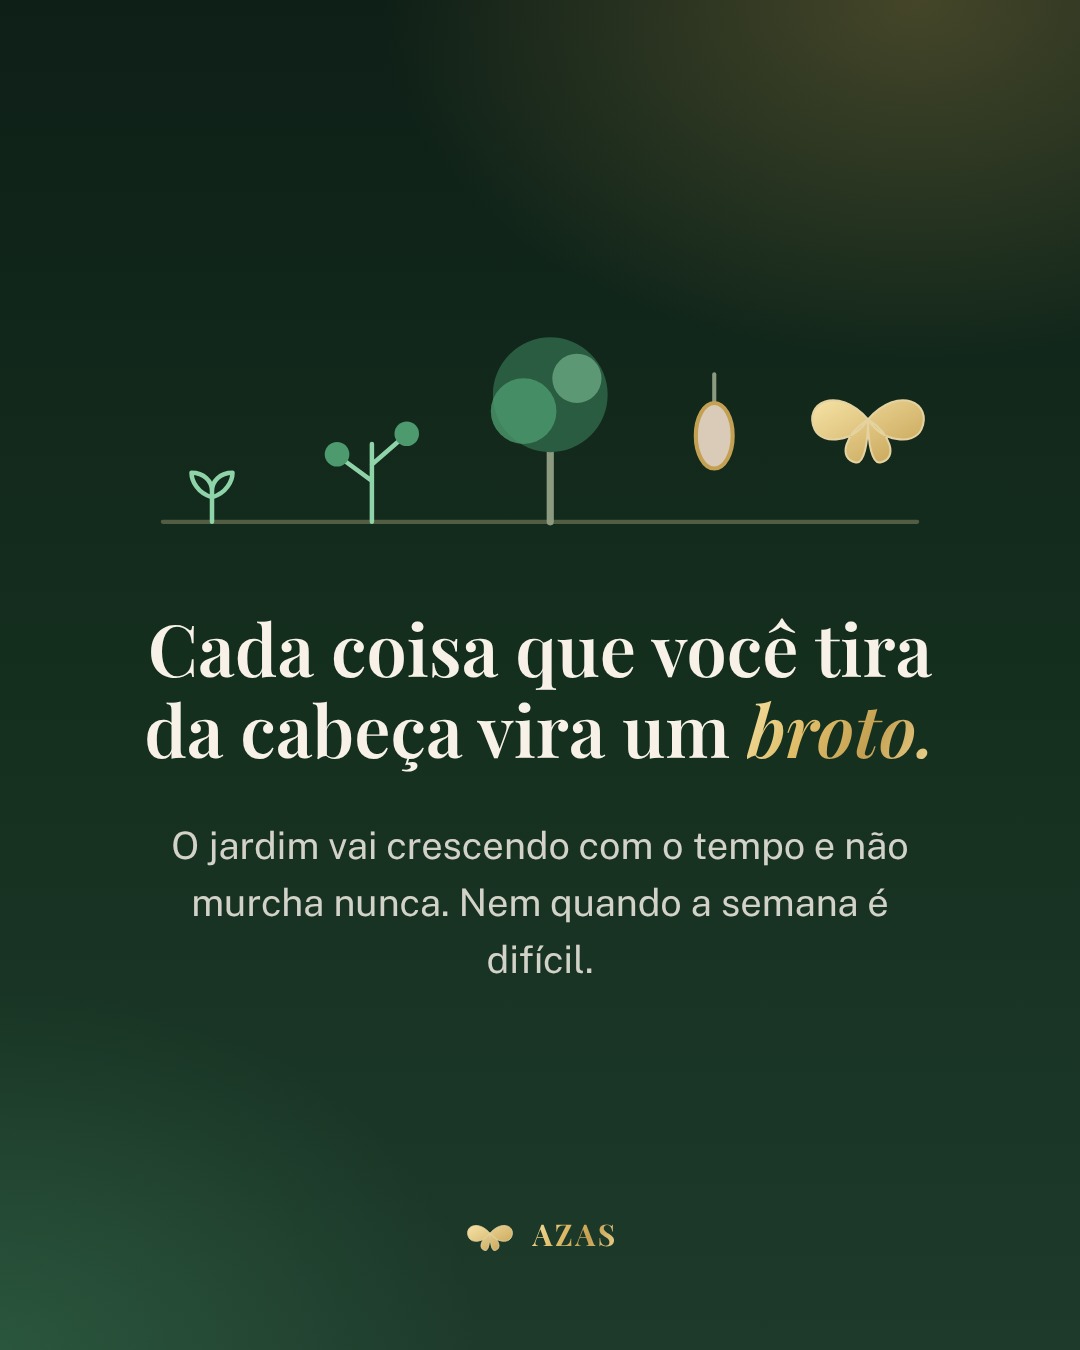 Cada coisa que você tira
da cabeça vira um broto.
O jardim vai crescendo com o tempo e não
murcha nunca. Nem quando a semana é
difícil.
AZAS